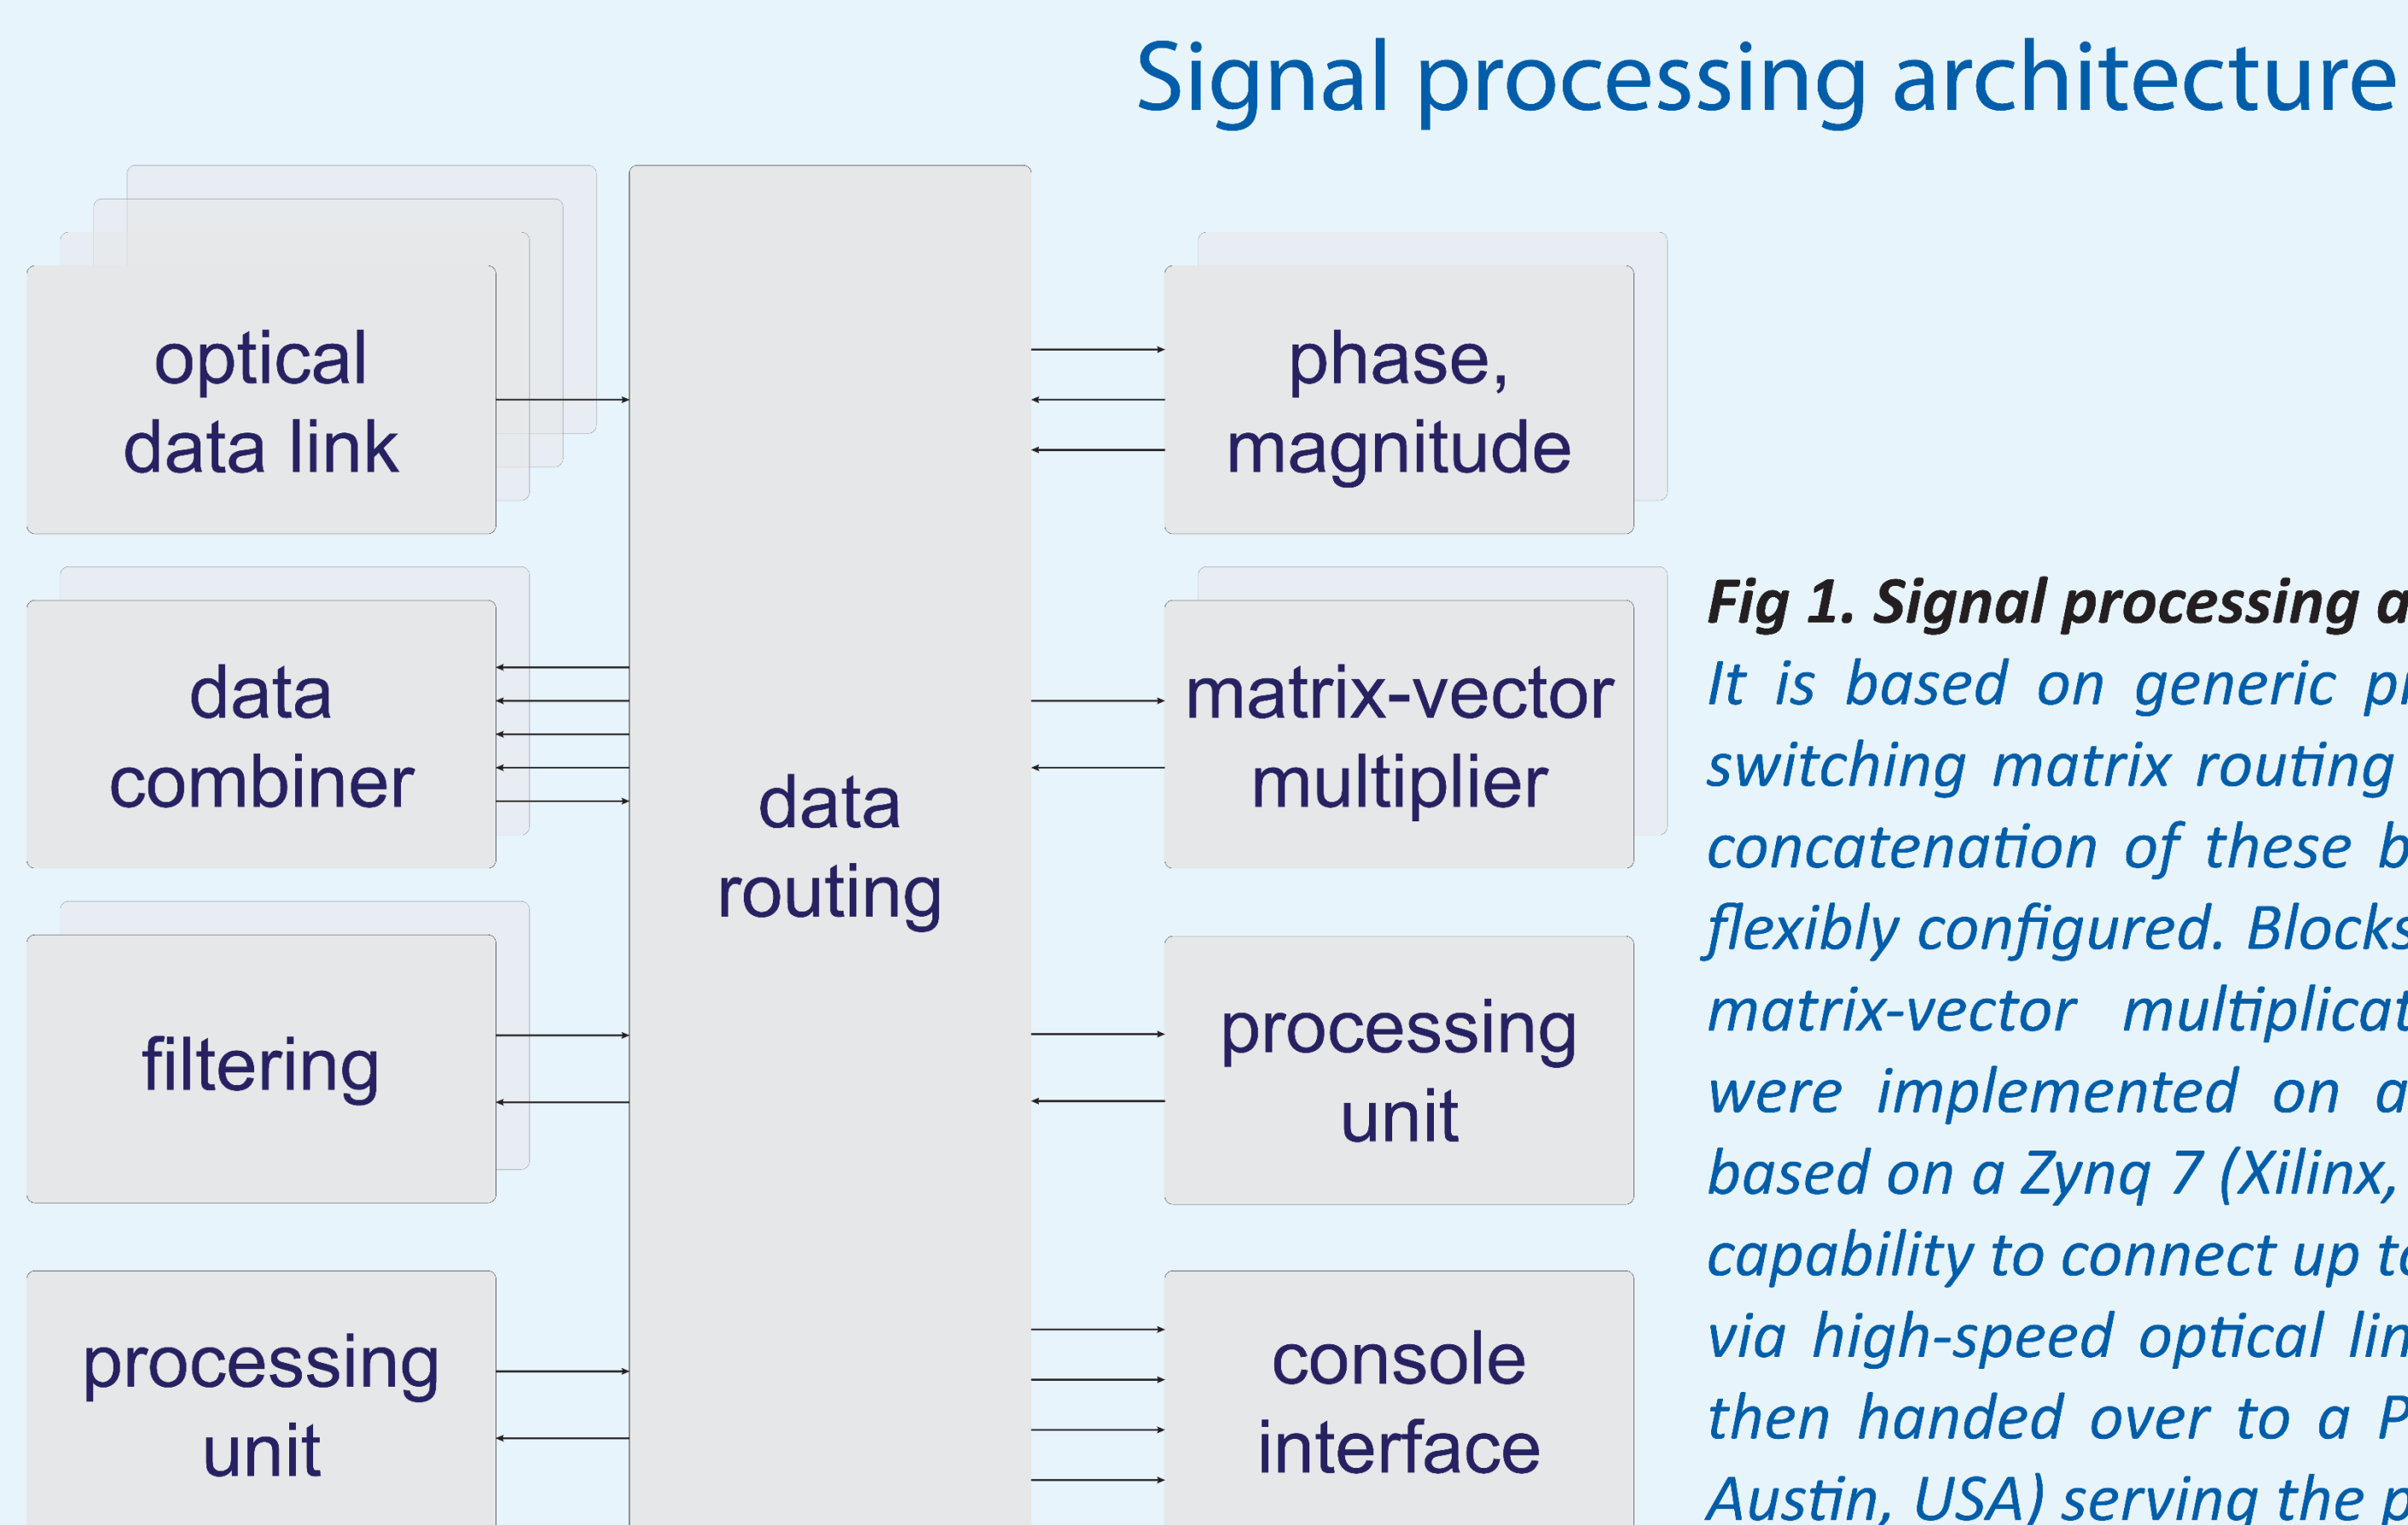 Signal processing architecture
optical
data link
data
combiner
filtering
processing
unit
data
routing
phase,
magnitude
matrix-vector
multiplier
processing
unit
console
interface
Fig 1. Signal processing
It is based on generic
switching matrix routing
concatenation of these
flexibly configured. Blocks
matrix-vector
were implemented on
based on a Zynq 7 (Xilinx,
capability to connect up
via high-speed optical
then handed over to a
Austin, USA) serving the